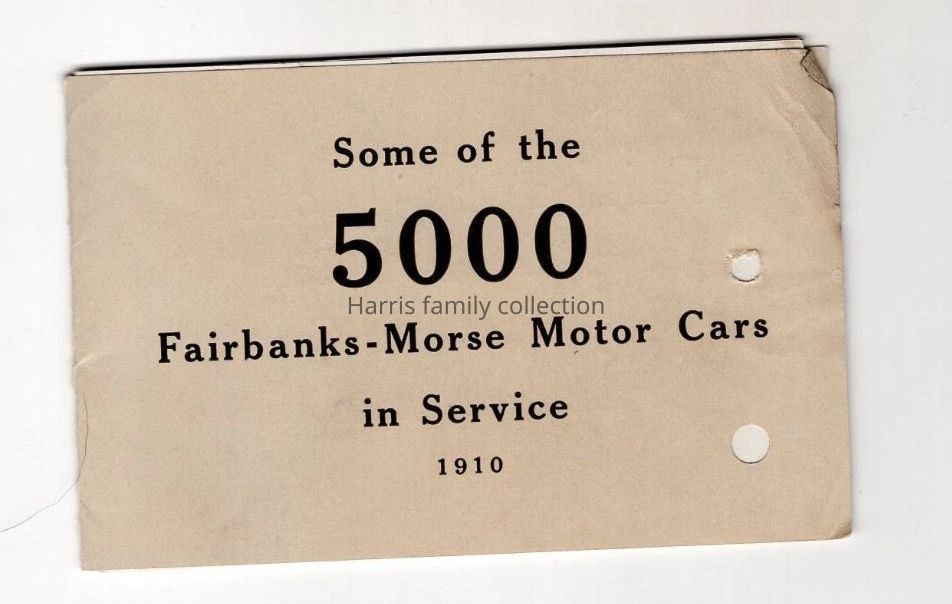 Some of the
5000
Harris family collection
Fairbanks-Morse Motor Cars
in Service
1910